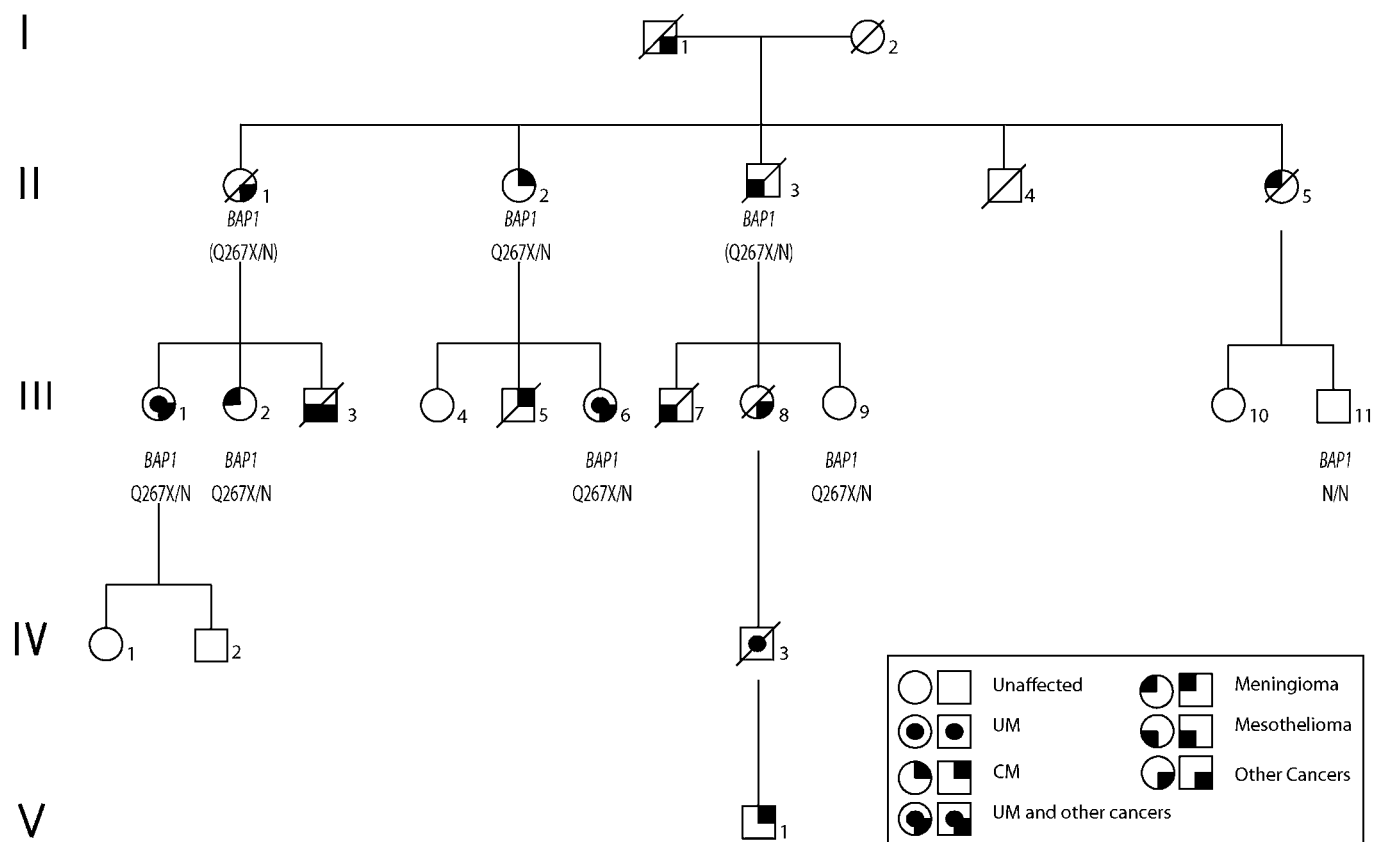 I
1
2
II
1
2
3
4
5
BAP1 BAP1 BAP1
(Q267X/N) Q267X/N (Q267X/N)
III
1
2
3
4
5
6
7
8
9
10
11
BAP1 BAP1 BAP1 BAP1 BAP1
Q267X/N Q267X/N Q267X/N Q267X/N N/N
IV
1
2
3
V
1
Unaffected
UM
CM
UM and other cancers
Meningioma
Mesothelioma
Other Cancers